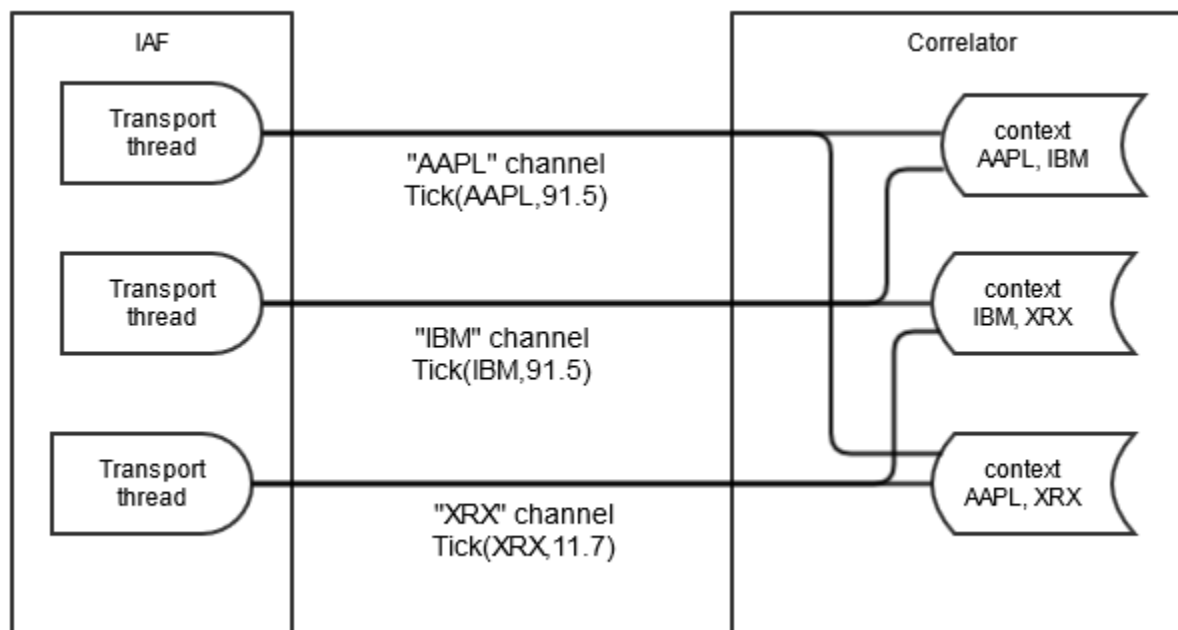 IAF
Correlator
Transport
thread
"AAPL" channel
Tick(AAPL,91.5)
context
AAPL, IBM
Transport
thread
"IBM" channel
Tick(IBM,91.5)
context
IBM, XRX
Transport
thread
"XRX" channel
Tick(XRX,11.7)
context
AAPL, XRX